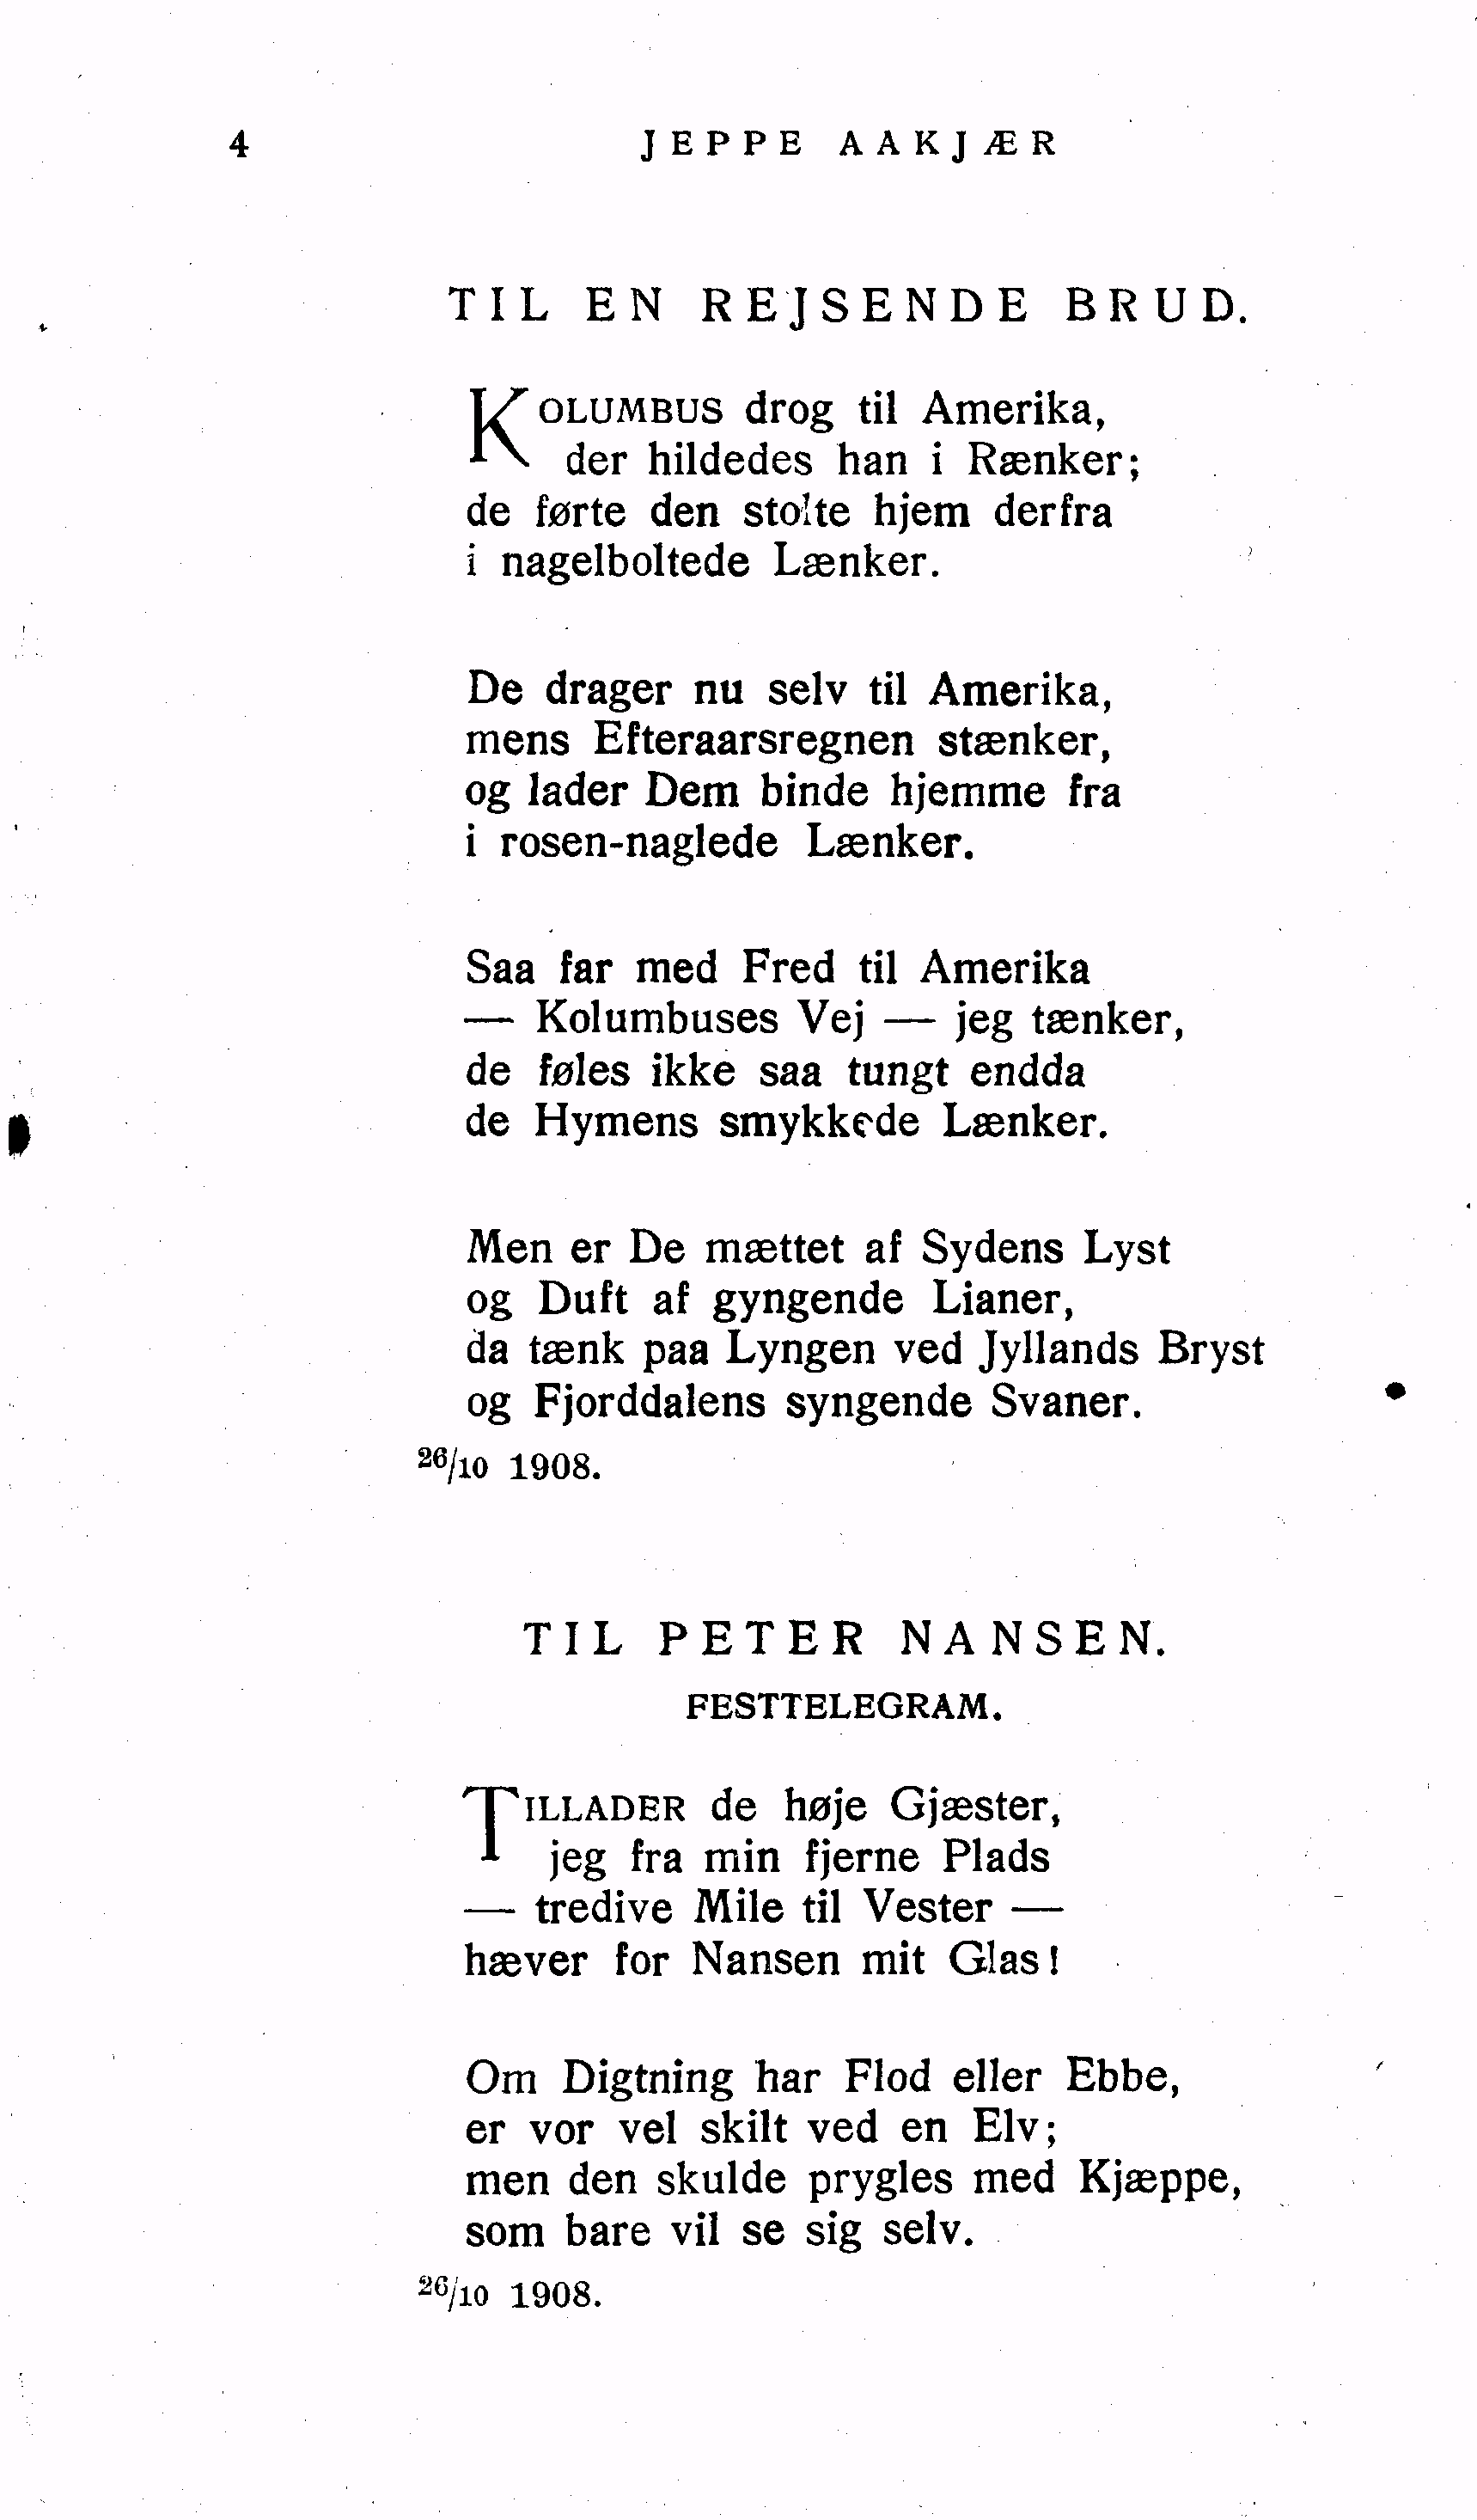 4 JEPPE AAKJÆR
TIL EN REJSENDE BRUD.
KOLUMBUS drog til Amerika,
der hildedes han i Rænker;
de førte den stolte hjem derfra
i nagelboltede Lænker.
De drager nu selv til Amerika,
mens Efteraarsregnen stænker,
og lader Dem binde hjemme fra
i rosen-naglede Lænker.
Saa far med Fred til Amerika
— Kolumbuses Vej — jeg tænker,
de føles ikke saa tungt endda
de Hymens smykkede Lænker.
Men er De mættet af Sydens Lyst
og Duft af gyngende Lianer,
da tænk paa Lyngen ved Jyllands Bryst
og Fjorddalens syngende Svaner.
26/10 1908.
TIL PETER NANSEN.
FESTTELEGRAM.
TILLADER de høje Gjæster,
jeg fra min fjerne Plads
— tredive Mile til Vester —
hæver for Nansen mit Glas!
Om Digtning har Flod eller Ebbe,
er vor vel skilt ved en Elv;
men den skulde prygles med Kjæppe,
som bare vil se sig selv.
26/10 1908.